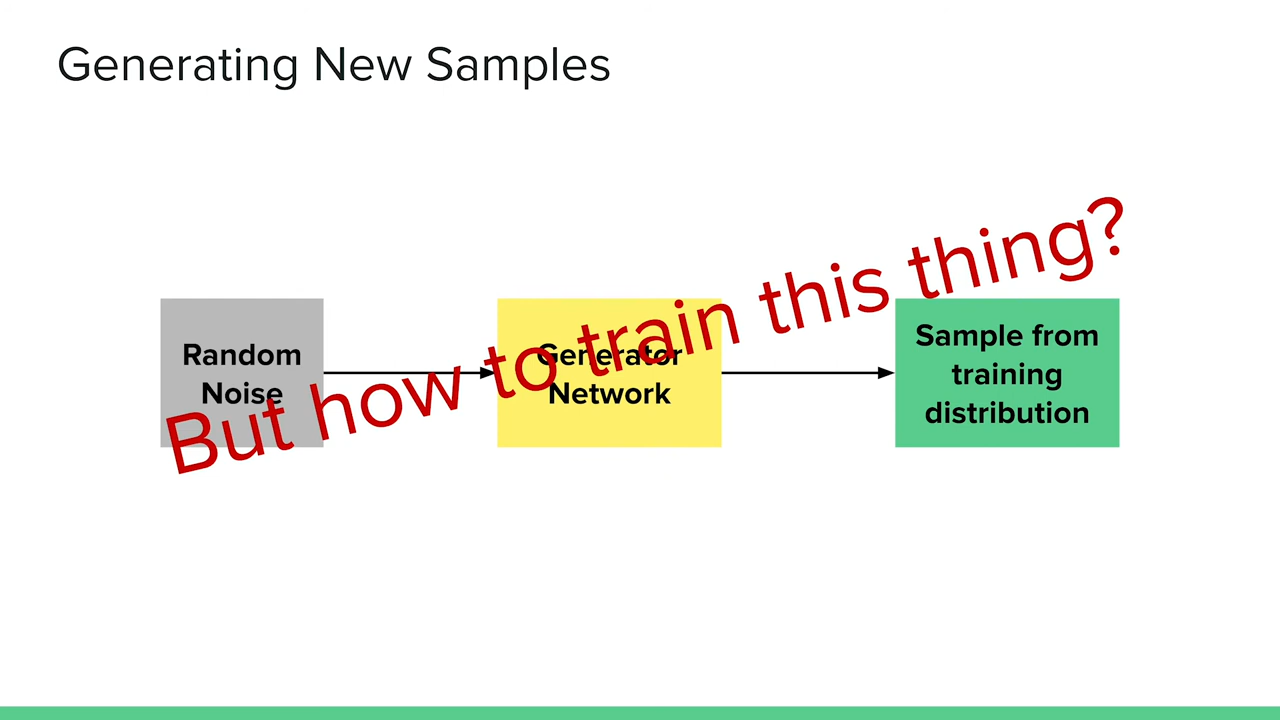 Generating New Samples
But how to train this thing?
Random
Noise
Generator
Network
Sample from
training
distribution